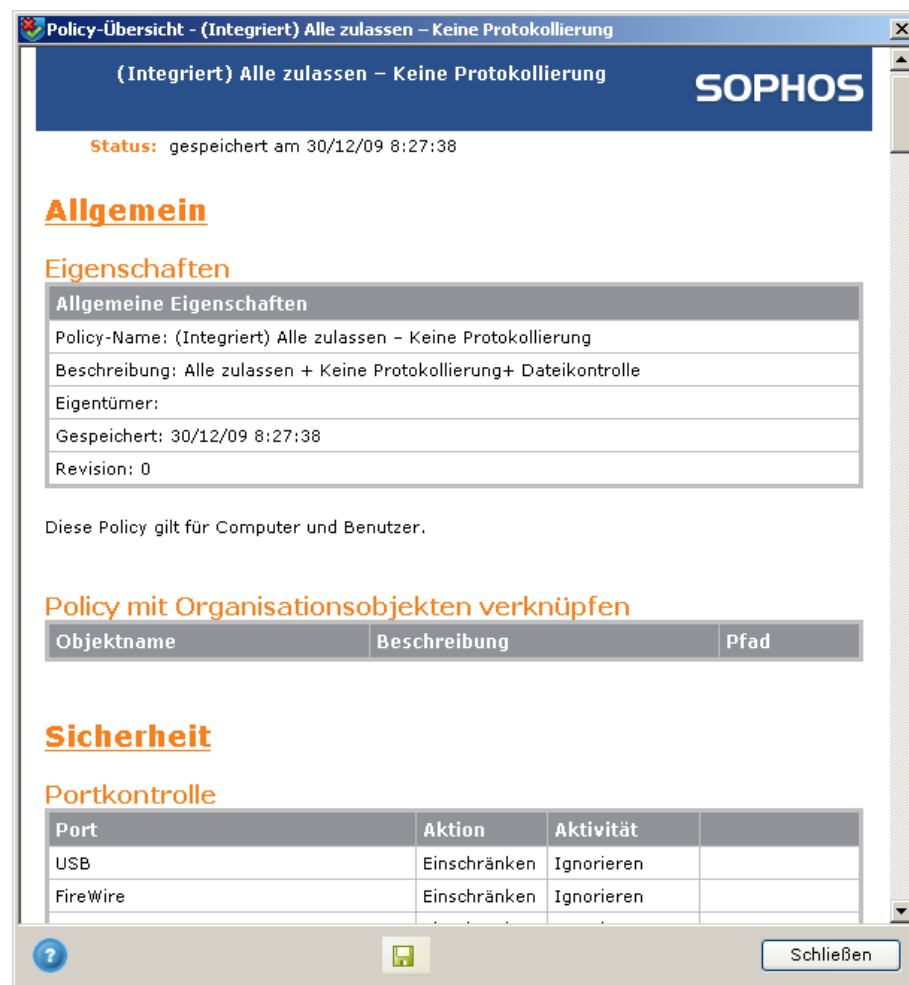 Policy-Übersicht - (Integriert) Alle zulassen – Keine Protokollierung
(Integriert) Alle zulassen – Keine Protokollierung
SOPHOS
Status: gespeichert am 30/12/09 8:27:38
Allgemein
Eigenschaften
Allgemeine Eigenschaften
Policy-Name: (Integriert) Alle zulassen – Keine Protokollierung
Beschreibung: Alle zulassen + Keine Protokollierung+ Dateikontrolle
Eigentümer:
Gespeichert: 30/12/09 8:27:38
Revision: 0
Diese Policy gilt für Computer und Benutzer.
Policy mit Organisationsobjekten verknüpfen
Objektname Beschreibung Pfad
Sicherheit
Portkontrolle
Port Aktion Aktivität
USB Einschränken Ignorieren
FireWire Einschränken Ignorieren
Schließen